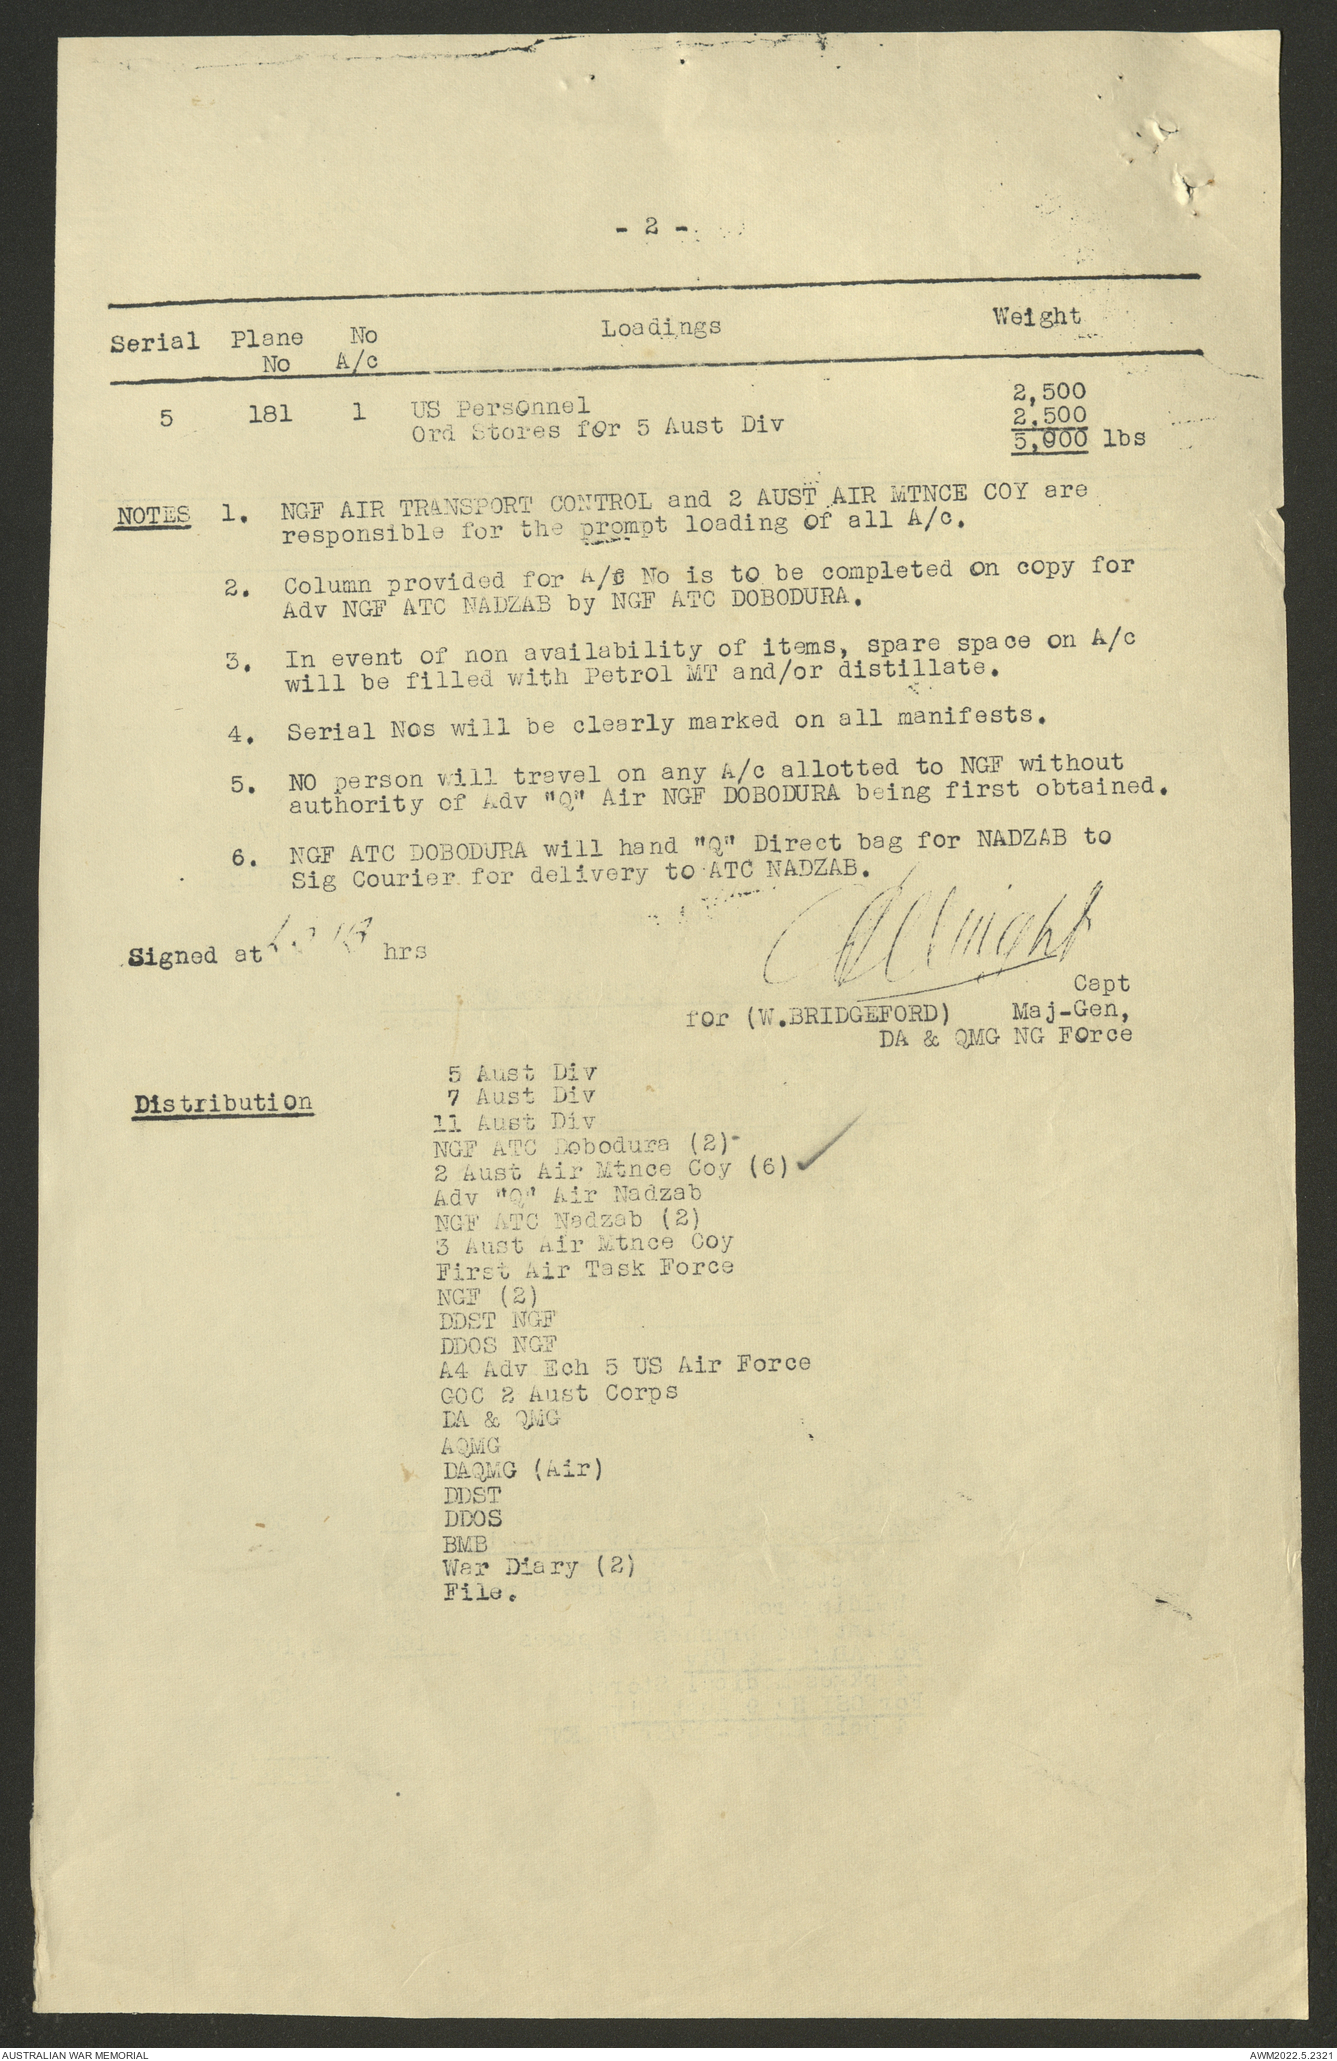 - 2 -
Serial Plane No Loadings Weight
No A/c
5 181 1 US Personnel 2,500
Ord Stores for 5 Aust Div 2,500
5,000 lbs
NOTES 1. NGF AIR TRANSPORT CONTROL and 2 AUST AIR MTNCE COY are
responsible for the prompt loading of all A/c.
2. Column provided for A/c No is to be completed on copy for
Adv NGF ATC NADZAB by NGF ATC DOBODURA.
3. In event of non availability of items, spare space on A/c
will be filled with Petrol MT and/or distillate.
4. Serial Nos will be clearly marked on all manifests.
5. NO person will travel on any A/c allotted to NGF without
authority of Adv "Q" Air NGF DOBODURA being first obtained.
6. NGF ATC DOBODURA will hand "Q" Direct bag for NADZAB to
Sig Courier for delivery to ATC NADZAB.
Signed at hrs
Capt
for (W.BRIDGEFORD) Maj-Gen,
DA & QMG NG Force
Distribution
5 Aust Div
7 Aust Div
11 Aust Div
NGF ATC Dobodura (2)
2 Aust Air Mtnce Coy (6) ✓
Adv "Q" Air Nadzab
NGF ATC Nadzab (2)
3 Aust Air Mtnce Coy
First Air Task Force
NGF (2)
DDST NGF
DDOS NGF
A4 Adv Ech 5 US Air Force
GOC 2 Aust Corps
DA & QMG
AQMG
DAQMG (Air)
DDST
DDOS
BMB
War Diary (2)
File.
AUSTRALIAN WAR MEMORIAL AWM2022.5.2321